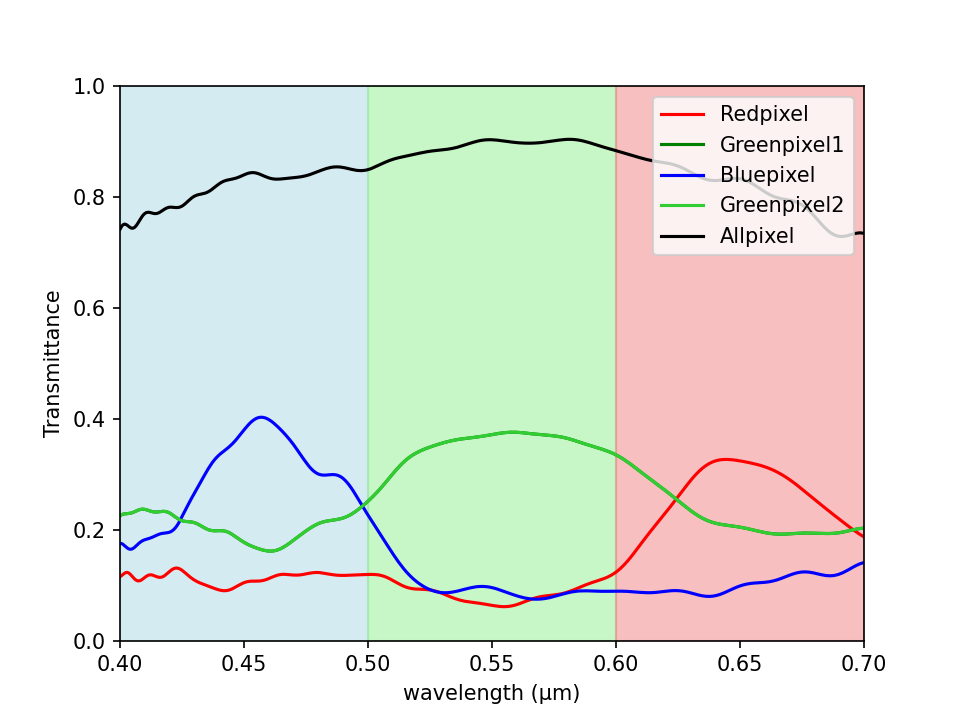 1.0
0.8
0.6
0.4
0.2
0.0
Transmittance
Redpixel
Greenpixel1
Bluepixel
Greenpixel2
Allpixel
0.40 0.45 0.50 0.55 0.60 0.65 0.70
wavelength (μm)